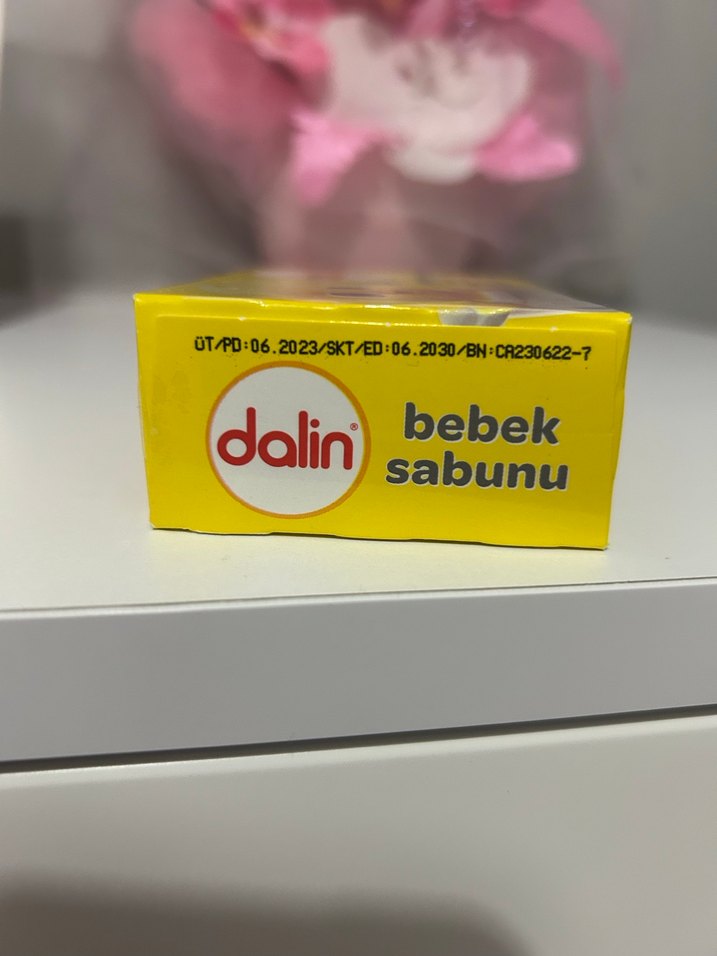 ÜT/PD:06.2023/SKT/ED:06.2030/BN:CA230622-7
dalin®
bebek
sabunu